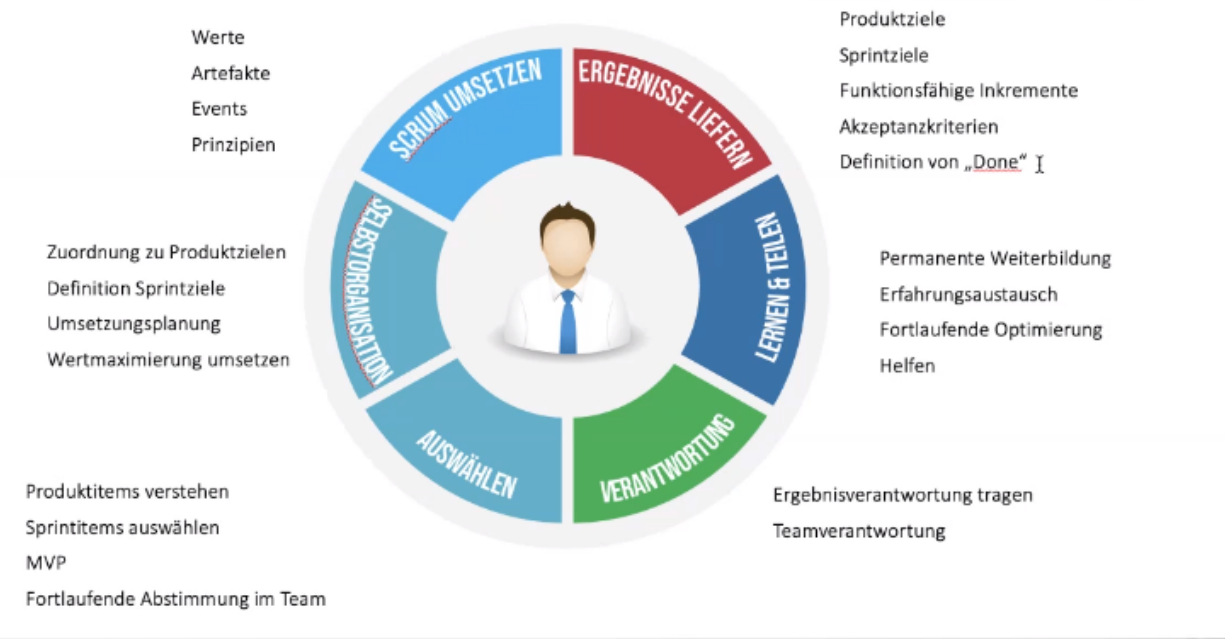 Werte
Artefakte
Events
Prinzipien
SCRUM UMSETZEN
ERGEBNISSE LIEFERN
Produktziele
Sprintziele
Funktionsfähige Inkremente
Akzeptanzkriterien
Definition von „Done“
Zuordnung zu Produktzielen
Definition Sprintziele
Umsetzungsplanung
Wertmaximierung umsetzen
SELBSTORGANISATION
LERNEN & TEILEN
Permanente Weiterbildung
Erfahrungsaustausch
Fortlaufende Optimierung
Helfen
Produktitems verstehen
Sprintitems auswählen
MVP
Fortlaufende Abstimmung im Team
AUSWÄHLEN
VERANTWORTUNG
Ergebnisverantwortung tragen
Teamverantwortung